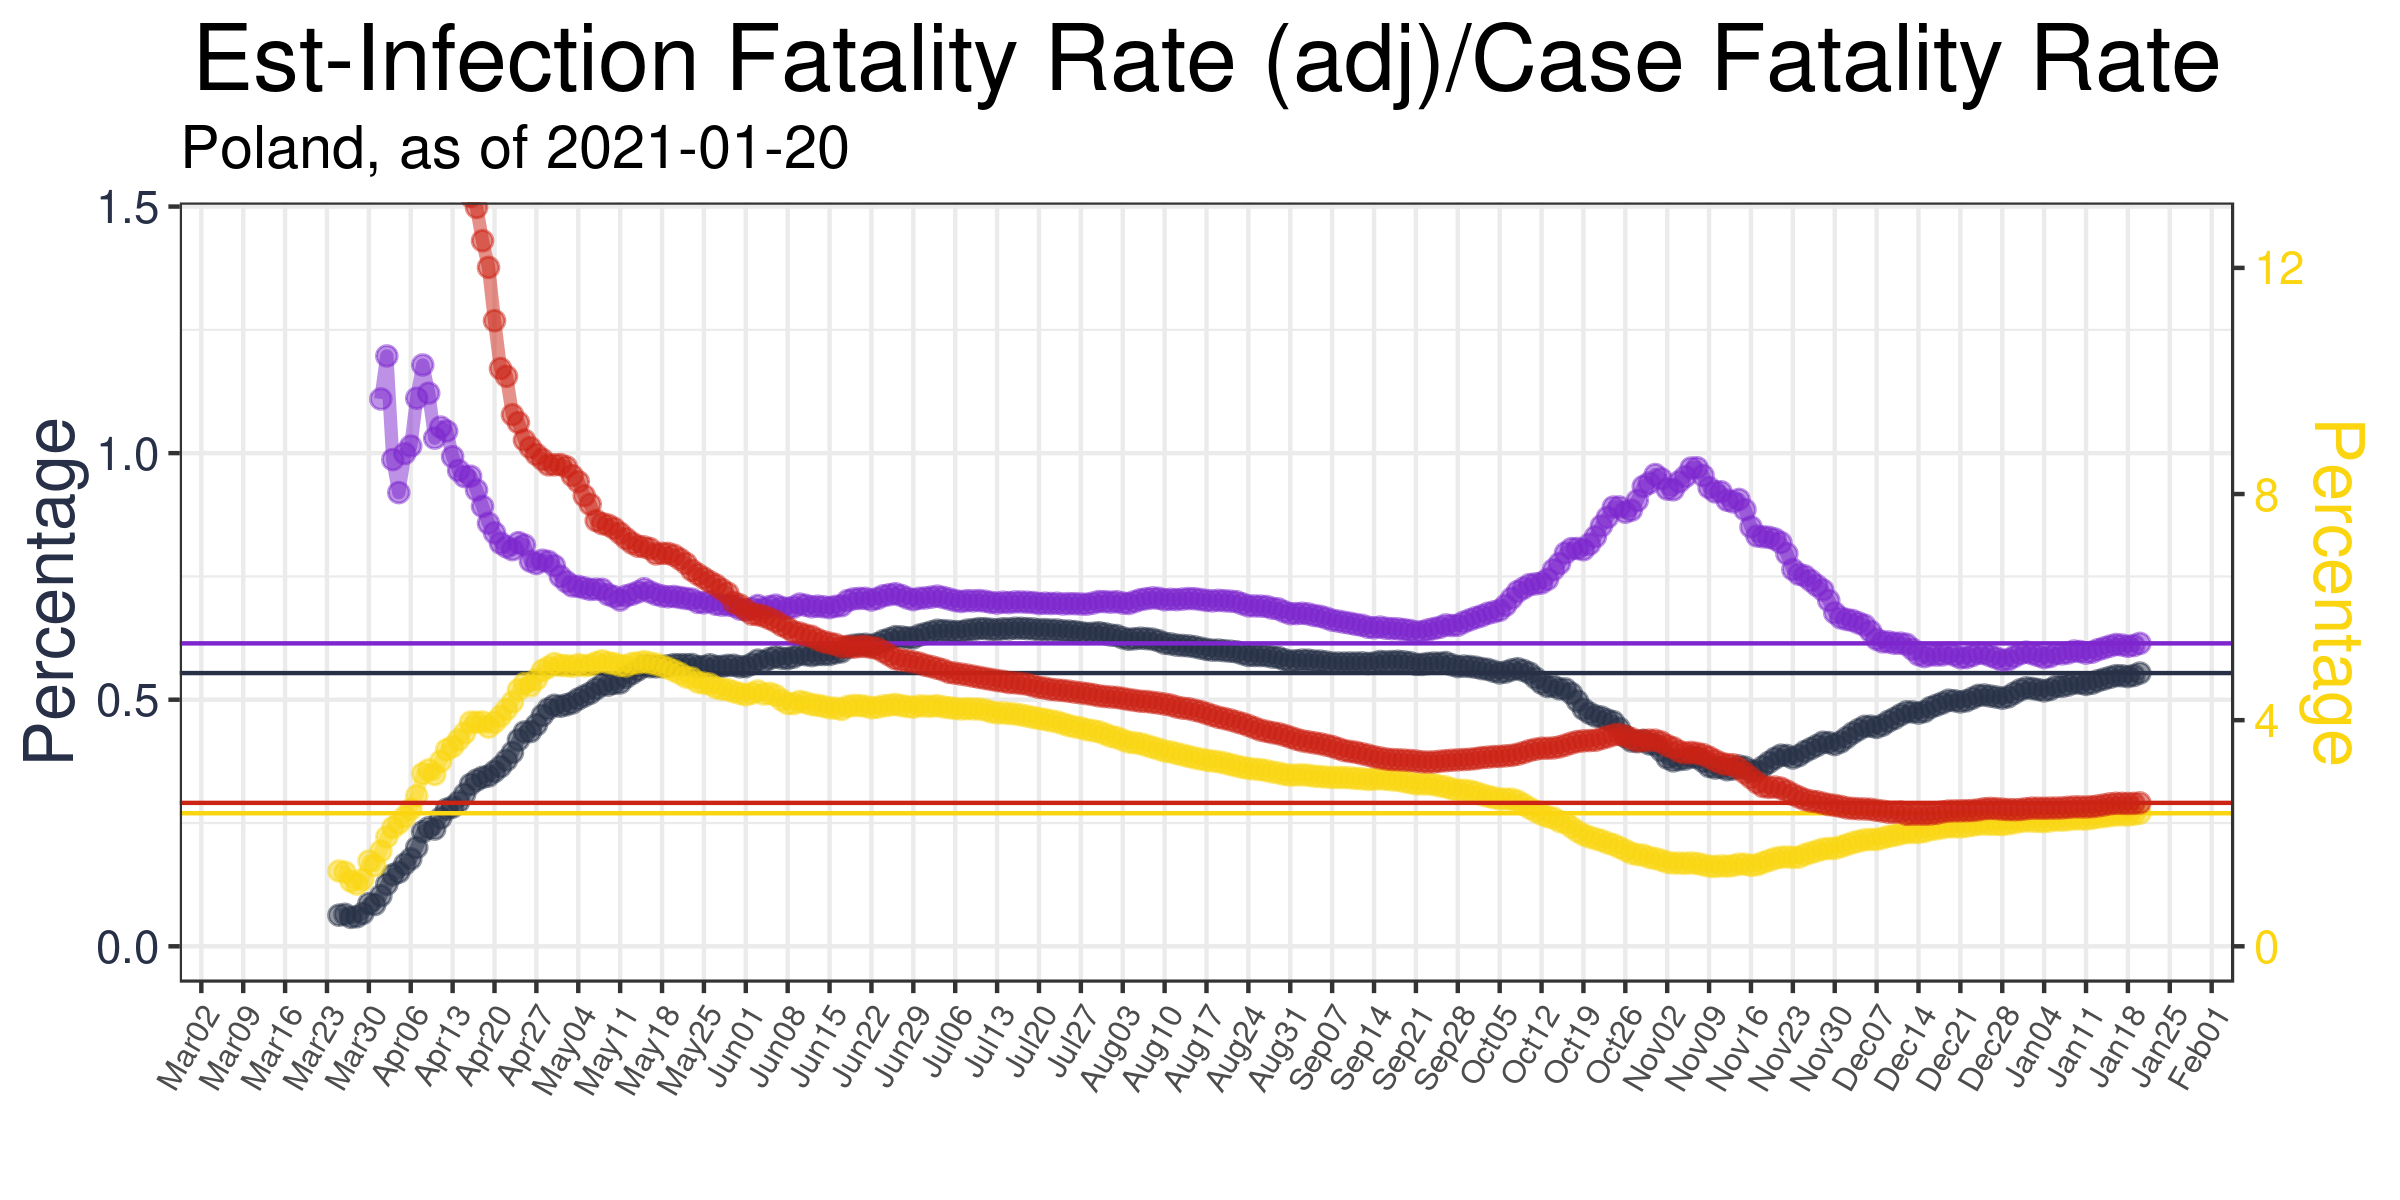 Est-Infection Fatality Rate (adj)/Case Fatality Rate
Poland, as of 2021-01-20
Percentage
1.5
1.0
0.5
0.0
12
8
4
0
Percentage
Mar02 Mar09 Mar16 Mar23 Mar30 Apr06 Apr13 Apr20 Apr27 May04 May11 May18 May25 Jun01 Jun08 Jun15 Jun22 Jun29 Jul06 Jul13 Jul20 Jul27 Aug03 Aug10 Aug17 Aug24 Aug31 Sep07 Sep14 Sep21 Sep28 Oct05 Oct12 Oct19 Oct26 Nov02 Nov09 Nov16 Nov23 Nov30 Dec07 Dec14 Dec21 Dec28 Jan04 Jan11 Jan18 Jan25 Feb01